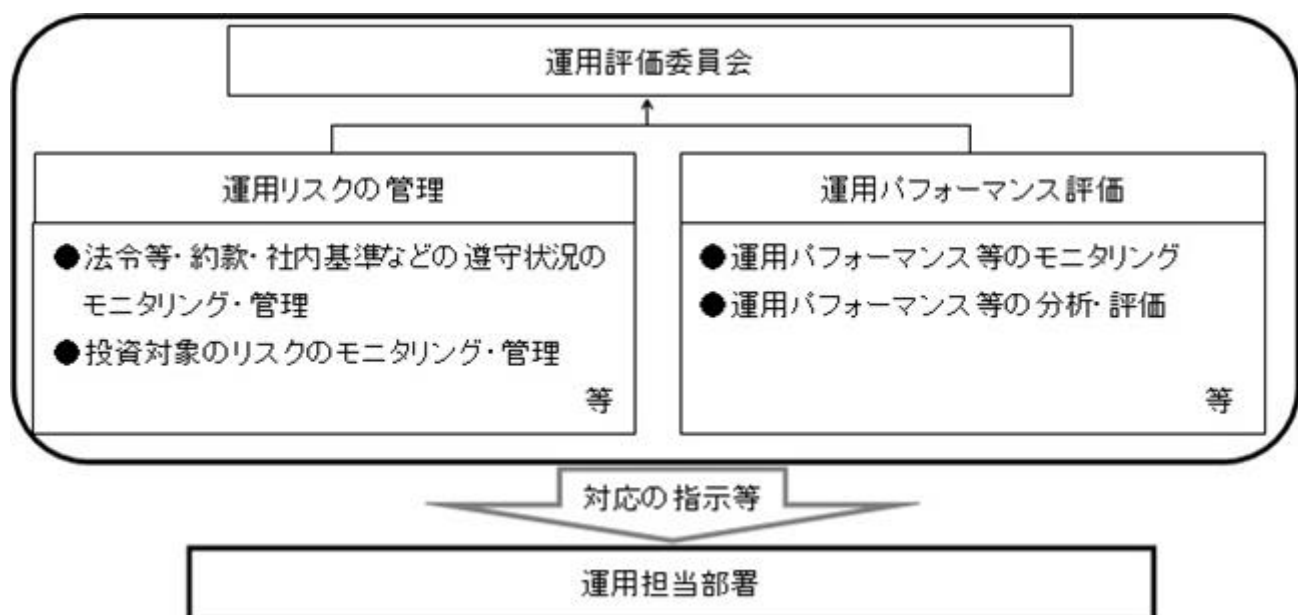 運用評価委員会
運用リスクの管理
●法令等・約款・社内基準などの遵守状況の
モニタリング・管理
●投資対象のリスクのモニタリング・管理
等
運用パフォーマンス評価
●運用パフォーマンス等のモニタリング
●運用パフォーマンス等の分析・評価
等
対応の指示等
運用担当部署